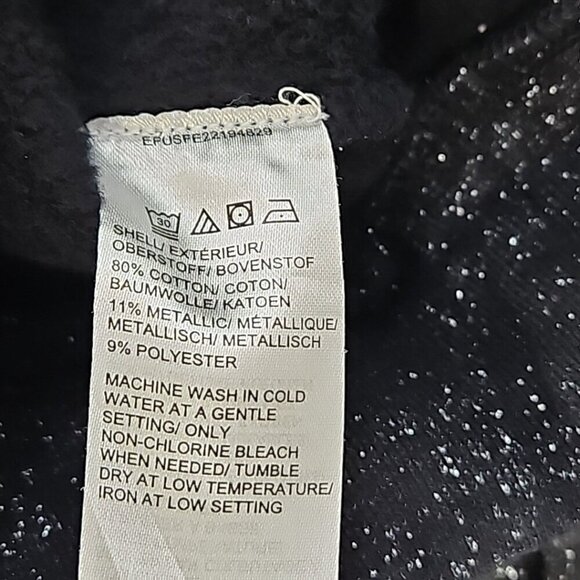 EFUSFE22194829
30
SHELL/ EXTÉRIEUR/
OBERSTOFF/ BOVENSTOF
80% COTTON/ COTON/
BAUMWOLLE/ KATOEN
11% METALLIC/ MÉTALLIQUE/
METALLISCH/ METALLISCH
9% POLYESTER
MACHINE WASH IN COLD
WATER AT A GENTLE
SETTING/ ONLY
NON-CHLORINE BLEACH
WHEN NEEDED/ TUMBLE
DRY AT LOW TEMPERATURE/
IRON AT LOW SETTING